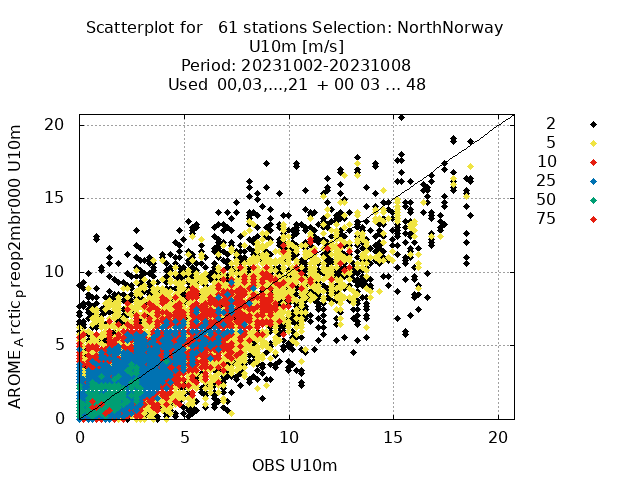 Scatterplot for   61 stations Selection: NorthNorway
U10m [m/s]
Period: 20231002-20231008
Used  00,03,...,21  + 00 03 ... 48
AROME_Arctic_preop2mbr000 U10m
20
15
10
5
0
0 5 10 15 20
OBS U10m
2
5
10
25
50
75